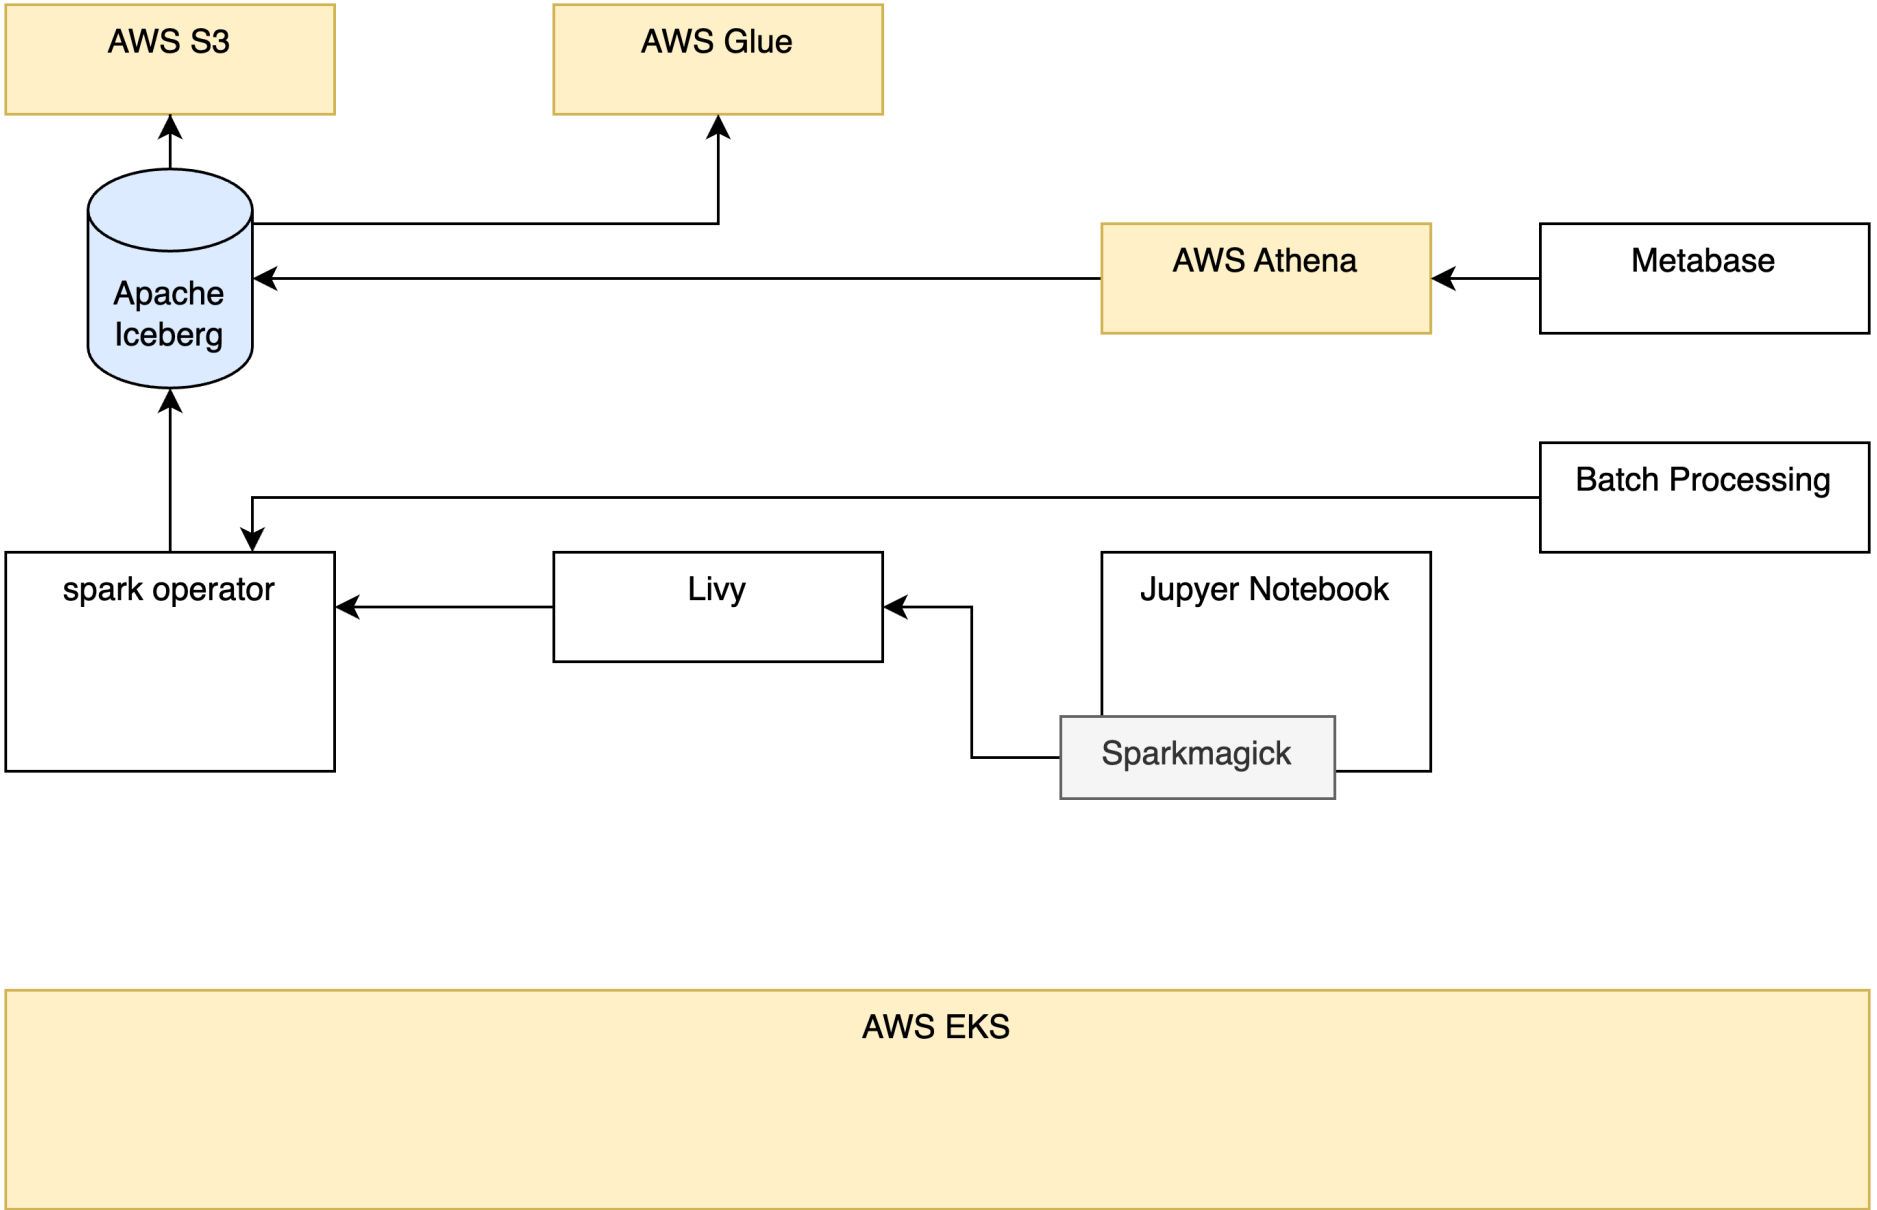 AWS S3
AWS Glue
AWS Athena
Metabase
Apache
Iceberg
Batch Processing
spark operator
Livy
Jupyer Notebook
Sparkmagick
AWS EKS